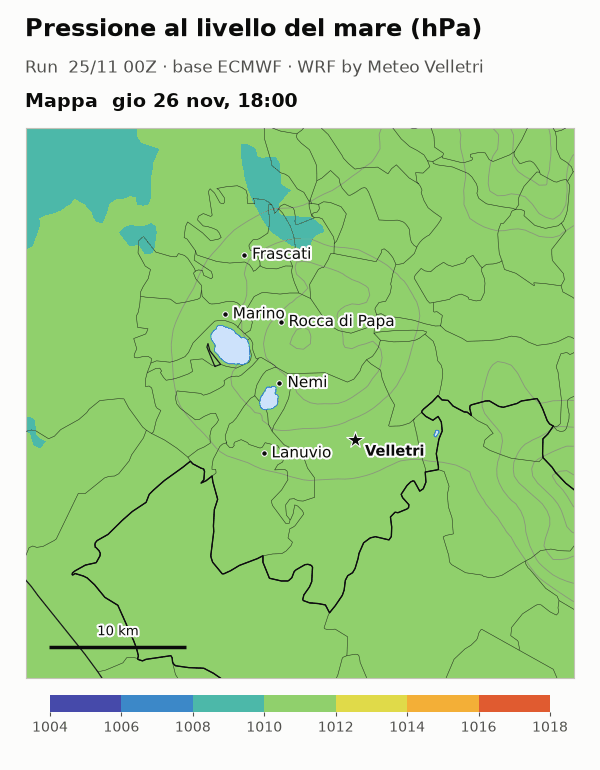 Pressione al livello del mare (hPa)
Run  25/11 00Z · base ECMWF · WRF by Meteo Velletri
Mappa  gio 26 nov, 18:00
Frascati
Marino
Rocca di Papa
Nemi
Velletri
Lanuvio
10 km
1004 1006 1008 1010 1012 1014 1016 1018